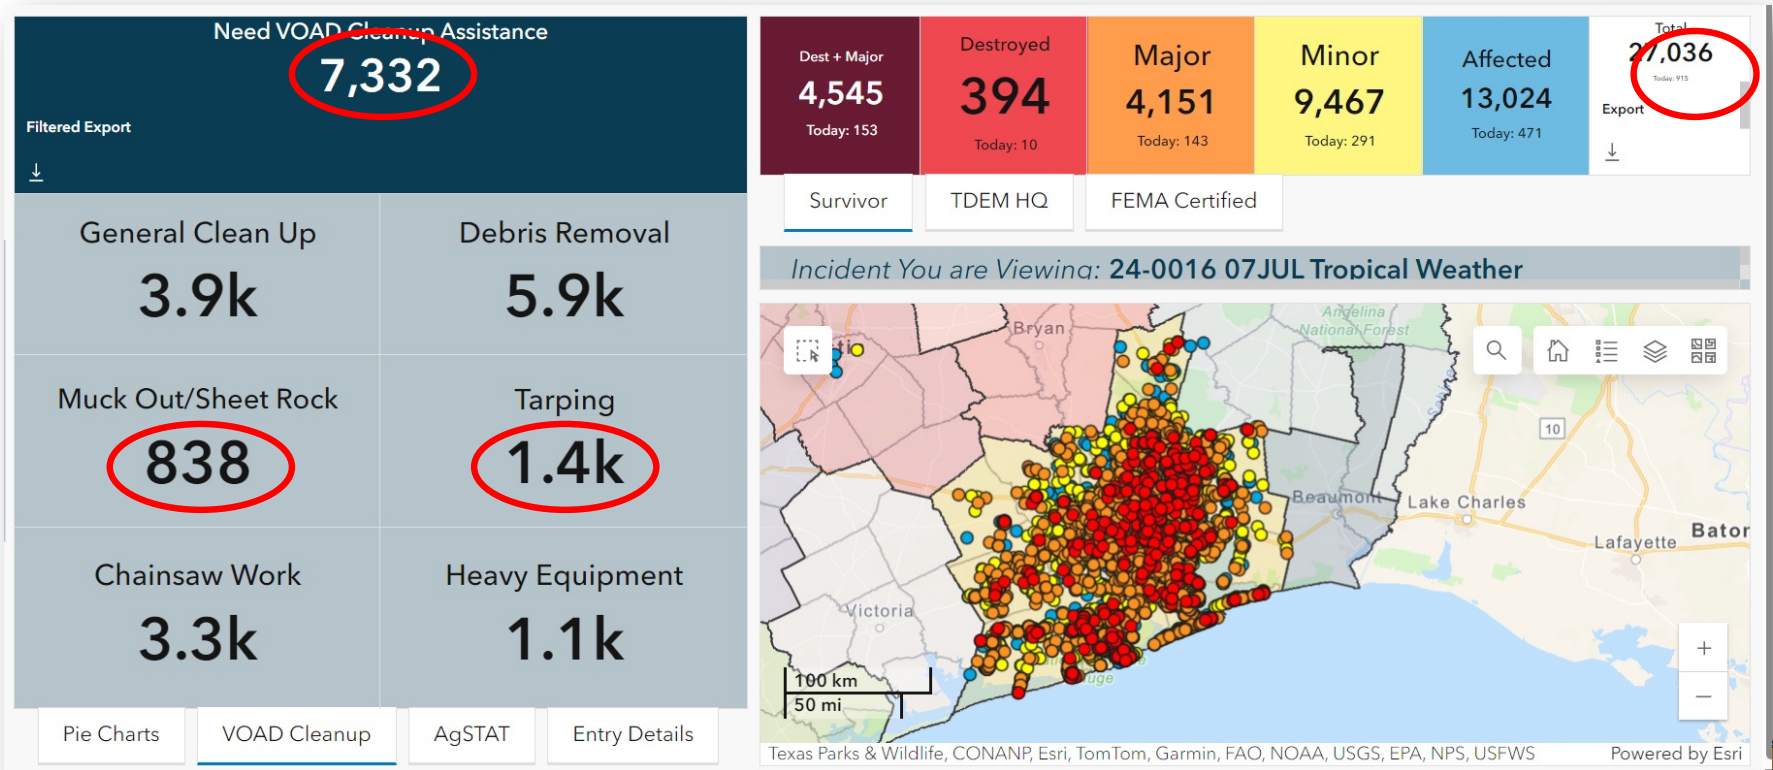 Need VOAD Cleanup Assistance
7,332
Filtered Export
General Clean Up
3.9k
Debris Removal
5.9k
Muck Out/Sheet Rock
838
Tarping
1.4k
Chainsaw Work
3.3k
Heavy Equipment
1.1k
Pie Charts
VOAD Cleanup
AgSTAT
Entry Details
Dest + Major
4,545
Today: 153
Destroyed
394
Today: 10
Major
4,151
Today: 143
Minor
9,467
Today: 291
Affected
13,024
Today: 471
Total
27,036
Today: 915
Export
Survivor
TDEM HQ
FEMA Certified
Incident You are Viewing: 24-0016 07JUL Tropical Weather
Bryan
Angelina
National Forest
10
Beaumont
Lake Charles
Lafayette
Bator
Victoria
100 km
50 mi
+
−
Texas Parks & Wildlife, CONANP, Esri, TomTom, Garmin, FAO, NOAA, USGS, EPA, NPS, USFWS
Powered by Esri